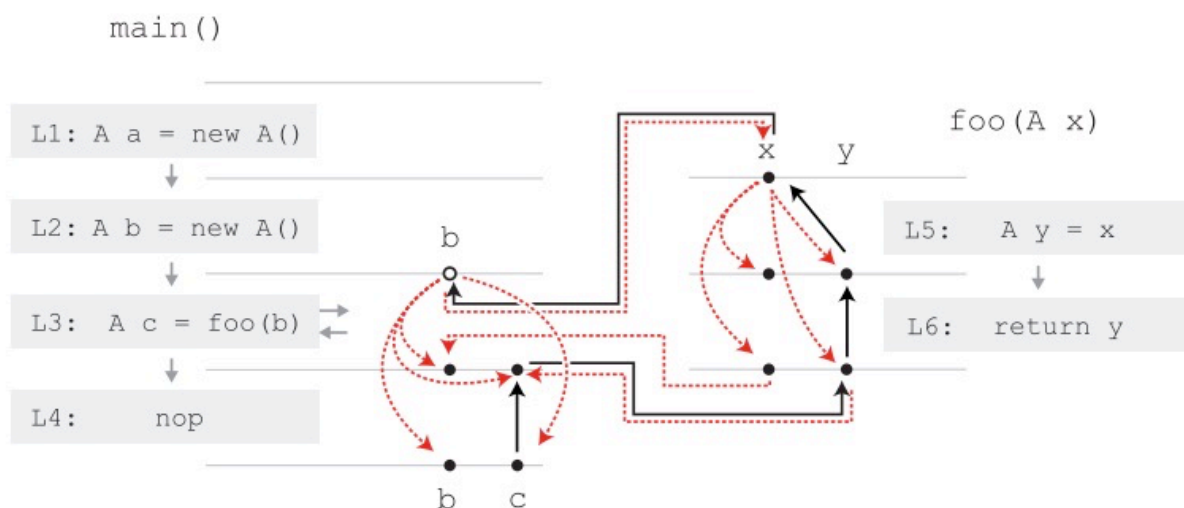 main()
L1: A a = new A()
L2: A b = new A()
L3: A c = foo(b)
L4: nop
b
b c
foo(A x)
x y
L5: A y = x
L6: return y